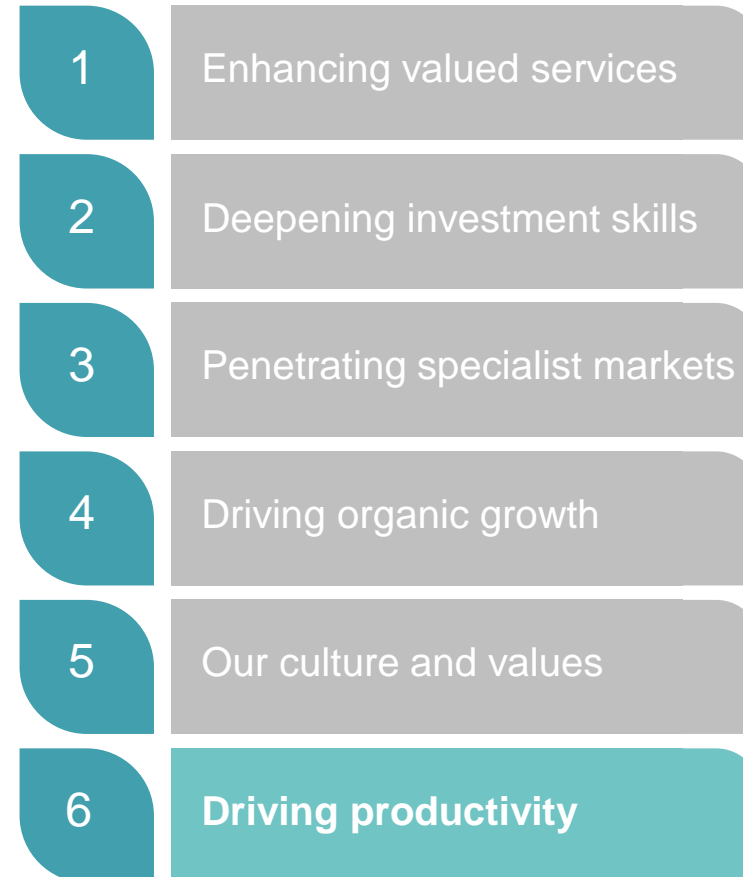 1 Enhancing valued services
2 Deepening investment skills
3 Penetrating specialist markets
4 Driving organic growth
5 Our culture and values
6 Driving productivity